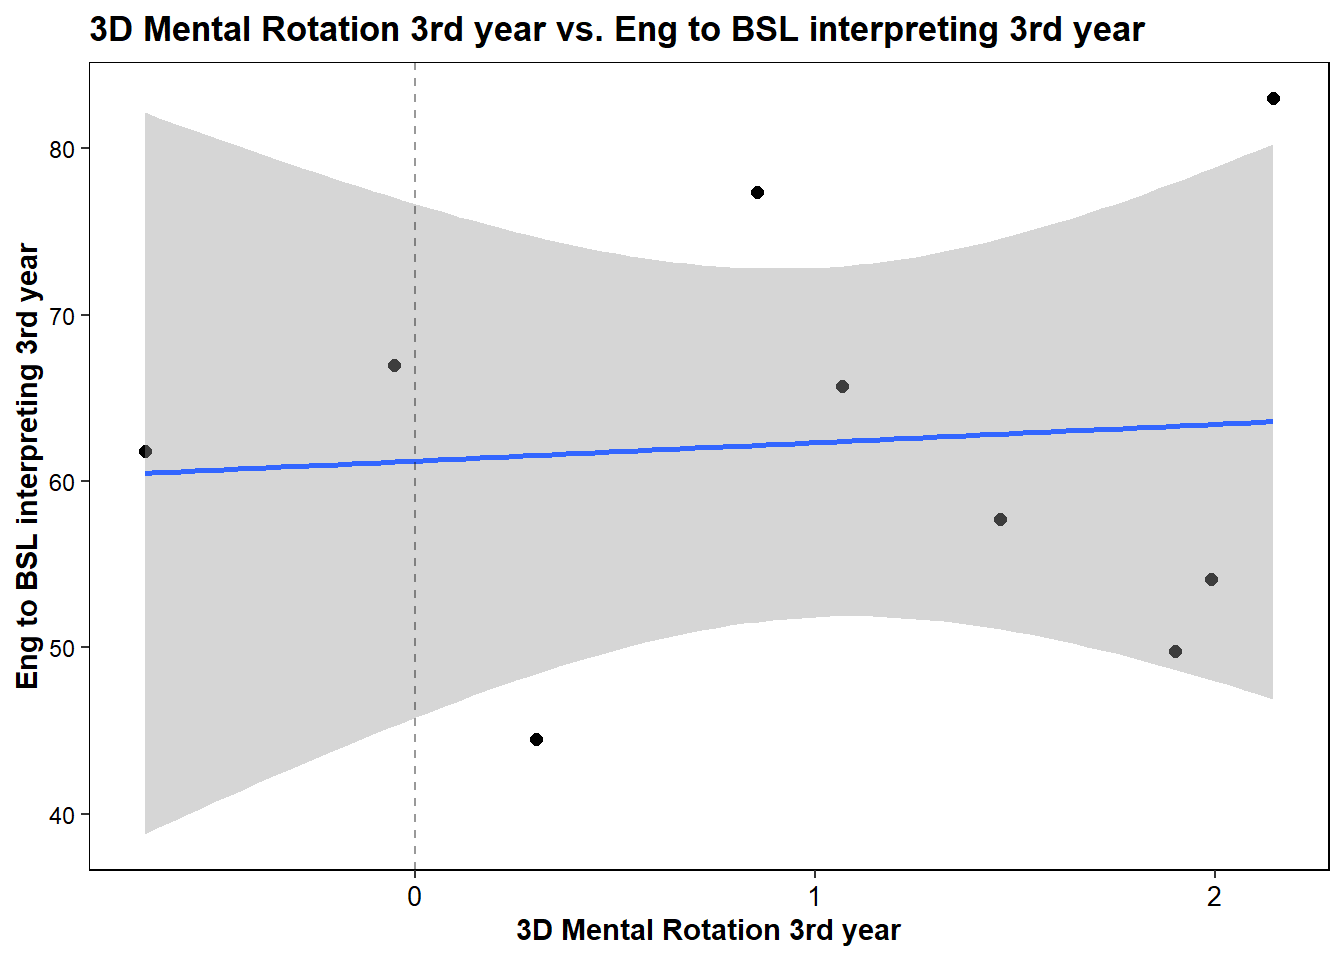 3D Mental Rotation 3rd year vs. Eng to BSL interpreting 3rd year
Eng to BSL interpreting 3rd year
80
70
60
50
40
0
1
2
3D Mental Rotation 3rd year